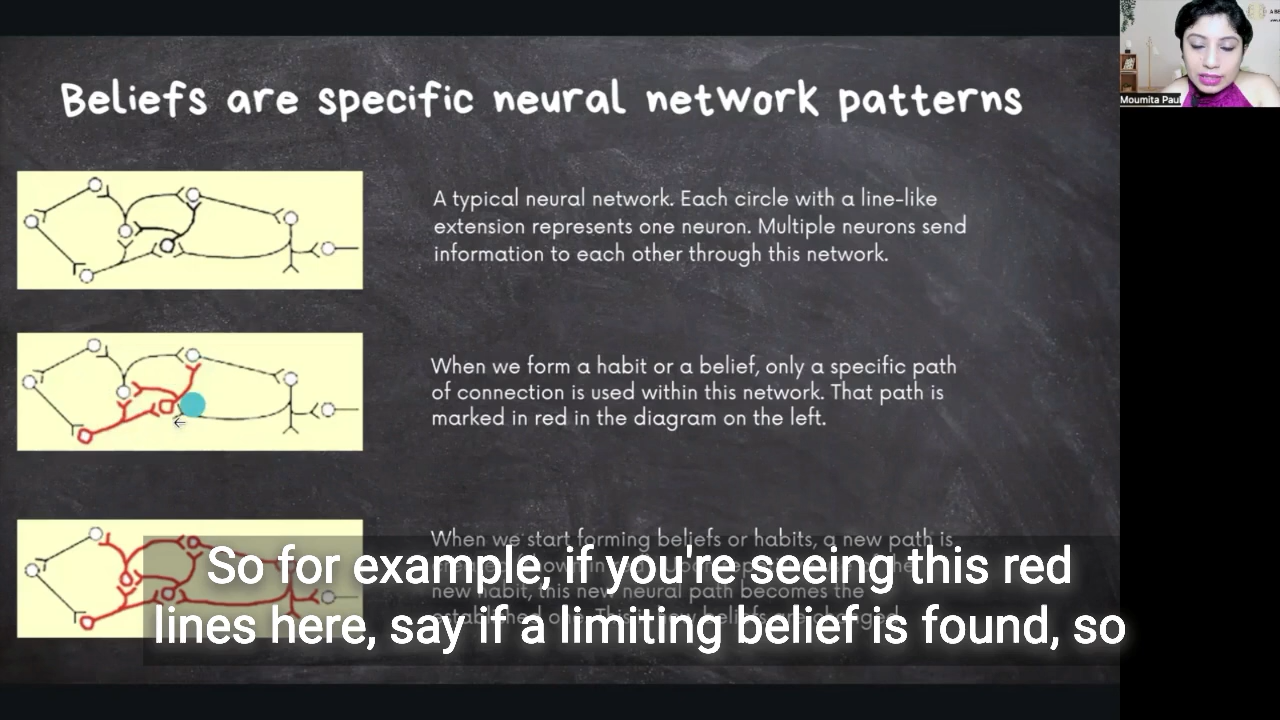 Beliefs are specific neural network patterns
A typical neural network. Each circle with a line-like
extension represents one neuron. Multiple neurons send
information to each other through this network.
When we form a habit or a belief, only a specific path
of connection is used within this network. That path is
marked in red in the diagram on the left.
When we start forming beliefs or habits, a new path is
new habit, this new neural path becomes the
So for example, if you're seeing this red
lines here, say if a limiting belief is found, so
Moumita Paul